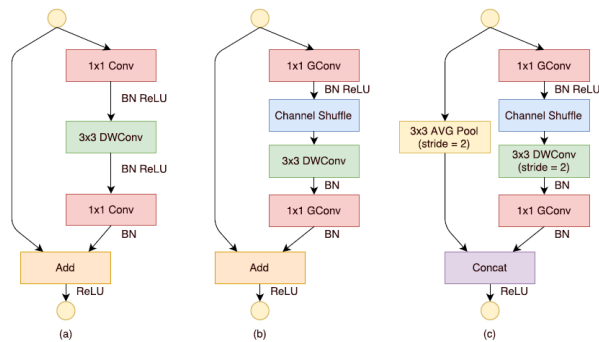 1x1 Conv
BN ReLU
3x3 DWConv
BN ReLU
1x1 Conv
BN
Add
ReLU
(a)
1x1 GConv
BN ReLU
Channel Shuffle
3x3 DWConv
BN
1x1 GConv
BN
Add
ReLU
(b)
3x3 AVG Pool
(stride = 2)
1x1 GConv
BN ReLU
Channel Shuffle
3x3 DWConv
(stride = 2)
BN
1x1 GConv
BN
Concat
ReLU
(c)